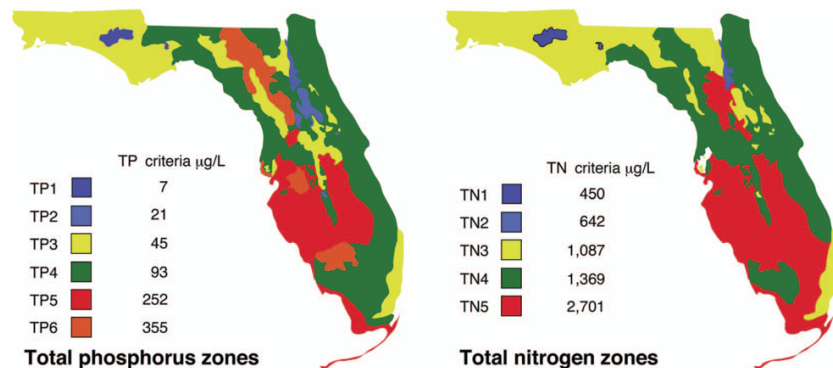 TP criteria µg/L
TP1 7
TP2 21
TP3 45
TP4 93
TP5 252
TP6 355
Total phosphorus zones
TN criteria µg/L
TN1 450
TN2 642
TN3 1,087
TN4 1,369
TN5 2,701
Total nitrogen zones